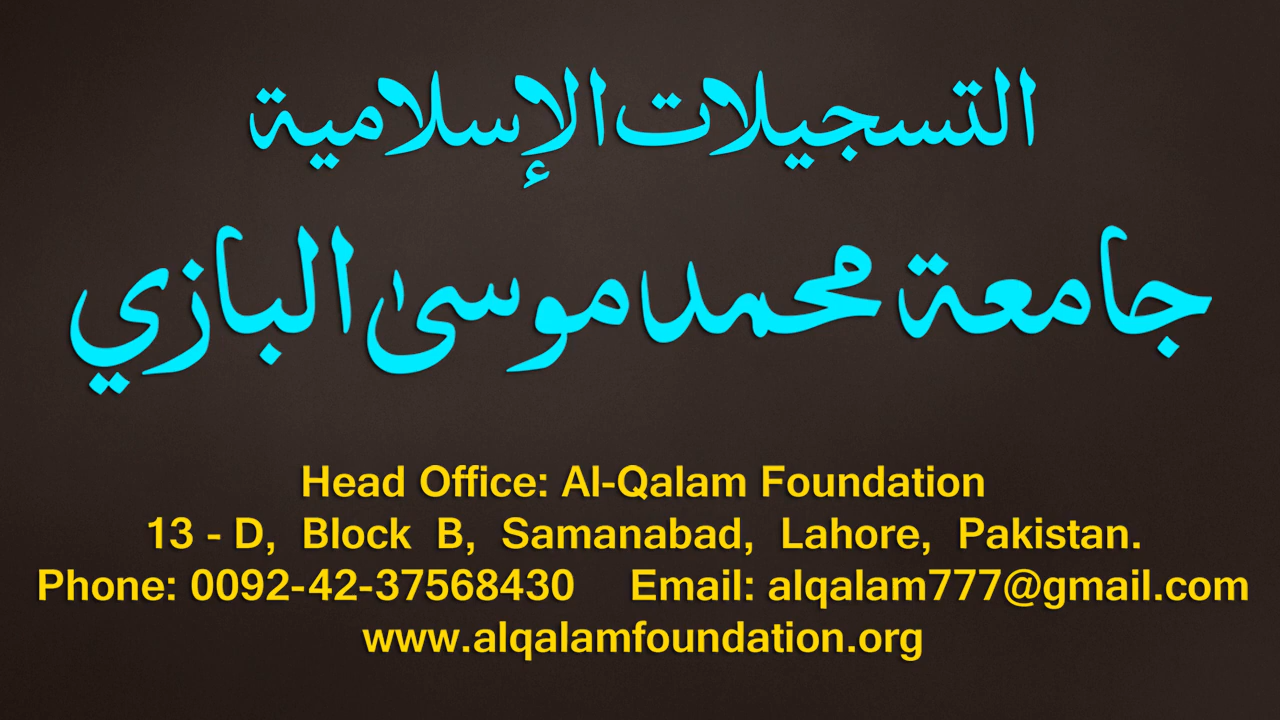 التسجيلات الإسلامية
جامعة محمد موسىٰ البازي
Head Office: Al-Qalam Foundation
13 - D, Block B, Samanabad, Lahore, Pakistan.
Phone: 0092-42-37568430 Email: alqalam777@gmail.com
www.alqalamfoundation.org